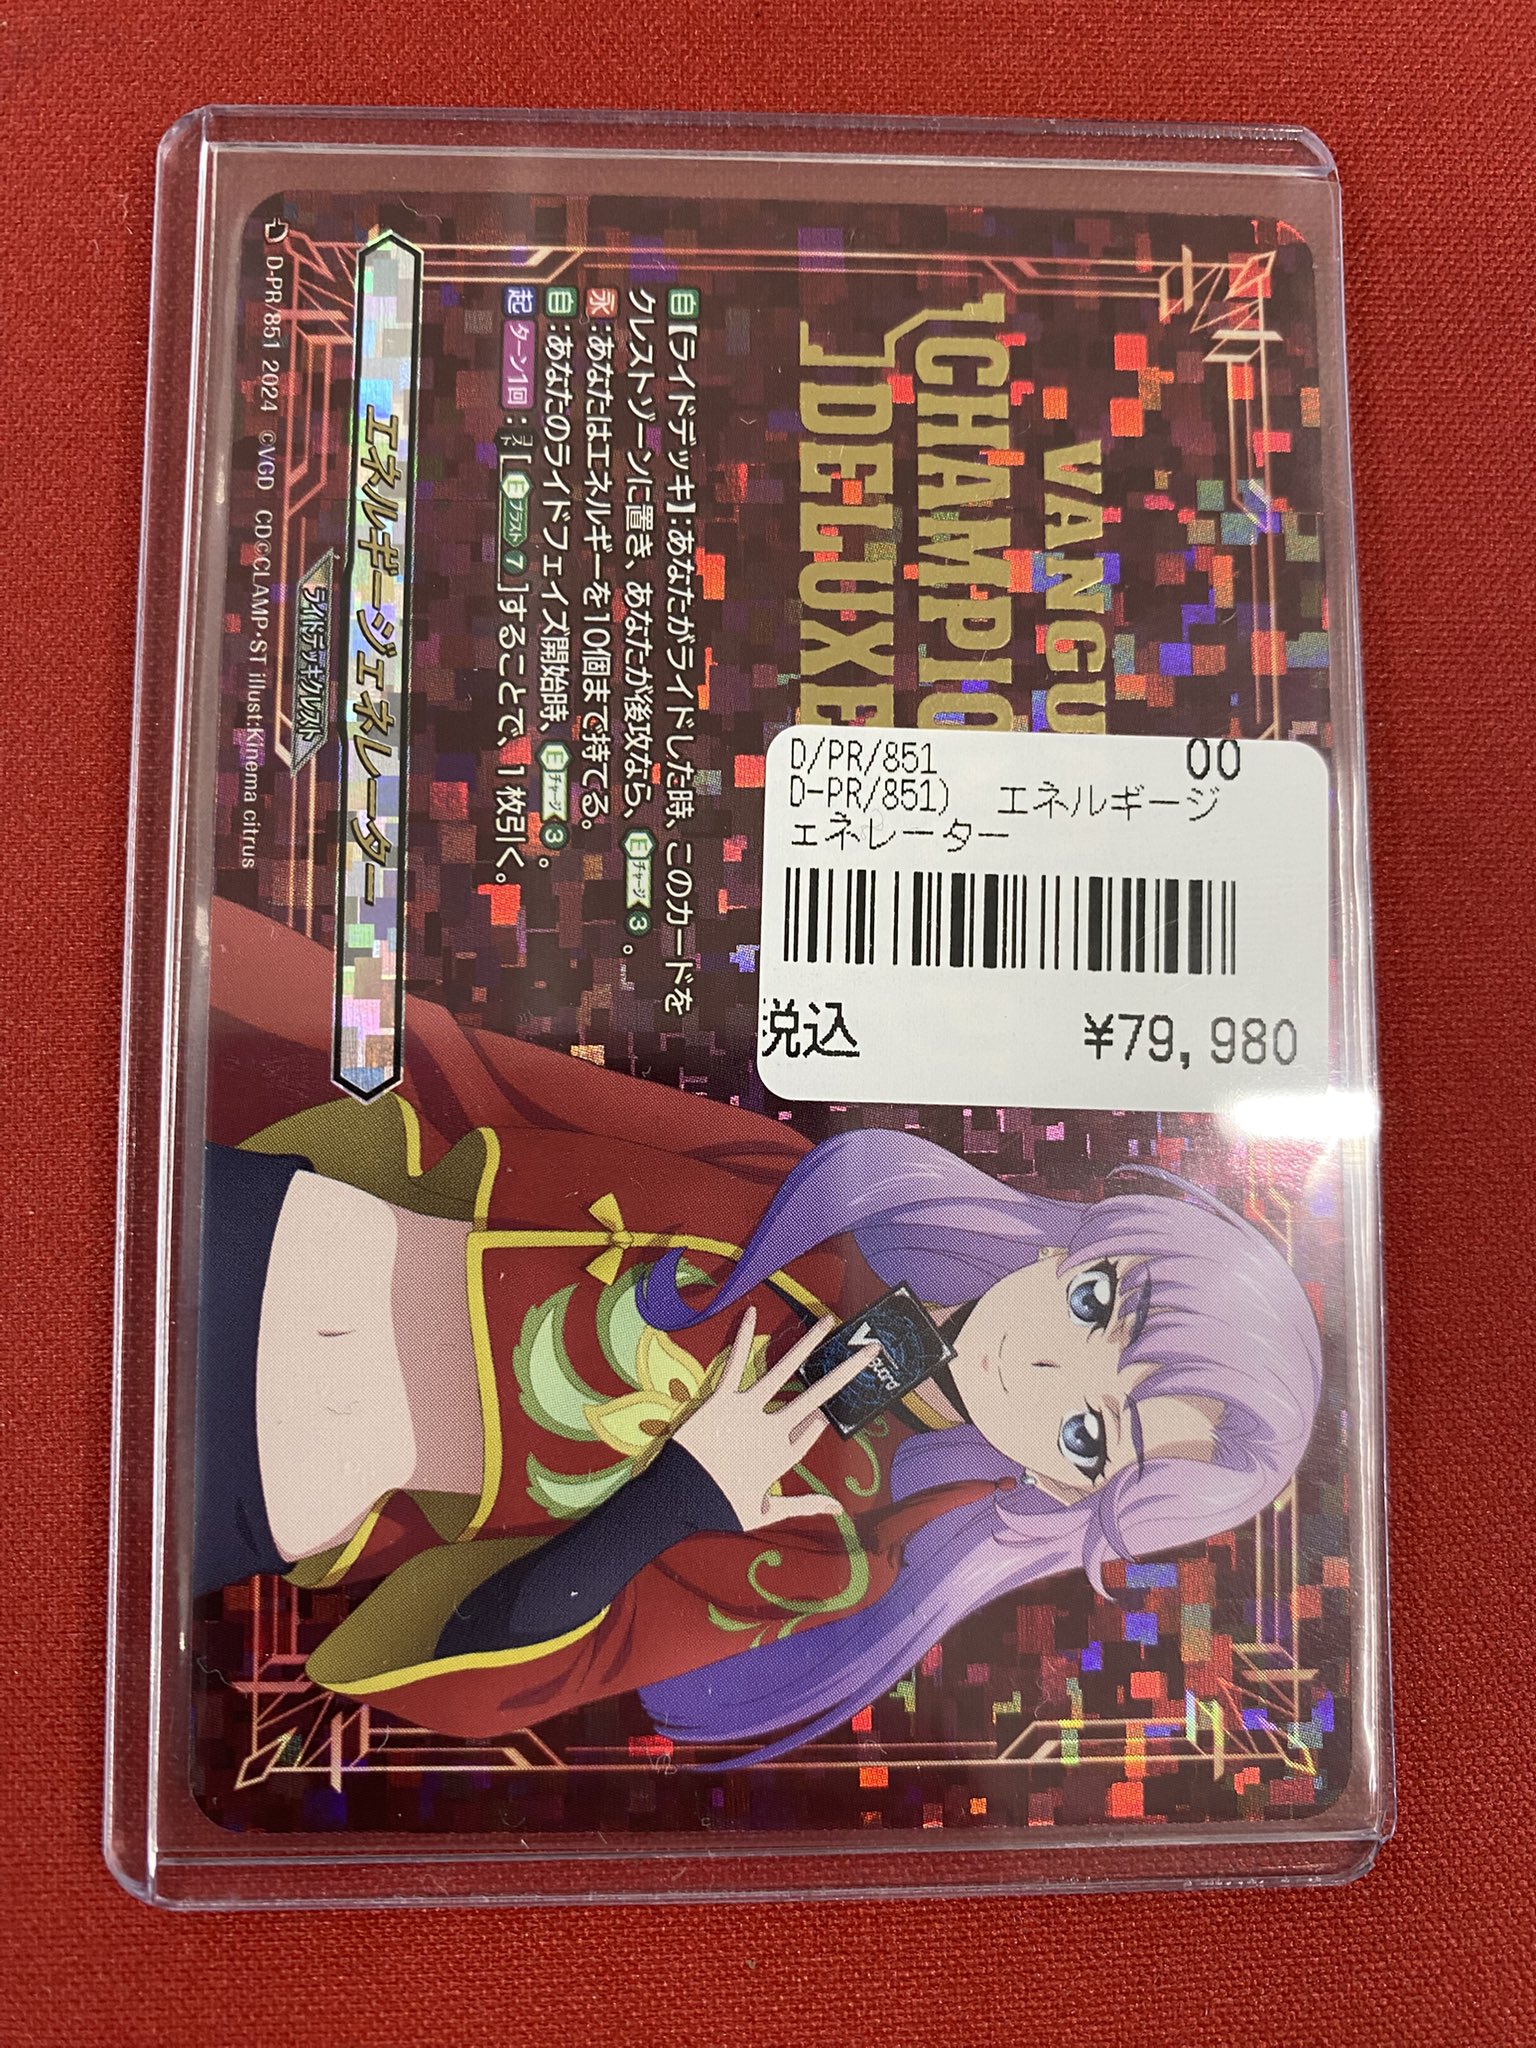 VANGU
CHAMPIO
DELUXE
D/PR/851 00
D-PR/851) エネルギージ
ェネレーター
税込 ¥79,980
自【ライドデッキ】:あなたがライドした時、このカードを
クレストゾーンに置き、あなたが後攻なら、Eチャージ3。
永:あなたはエネルギーを10個まで持てる。
自:あなたのライドフェイズ開始時、Eチャージ3。
起ターン1回:コスト[Eブラスト7]することで、1枚引く。
エネルギージェネレーター
ライドデッキクレスト
D D-PR/851 2024 ©VGD CD©CLAMP・ST illust:Kinema citrus